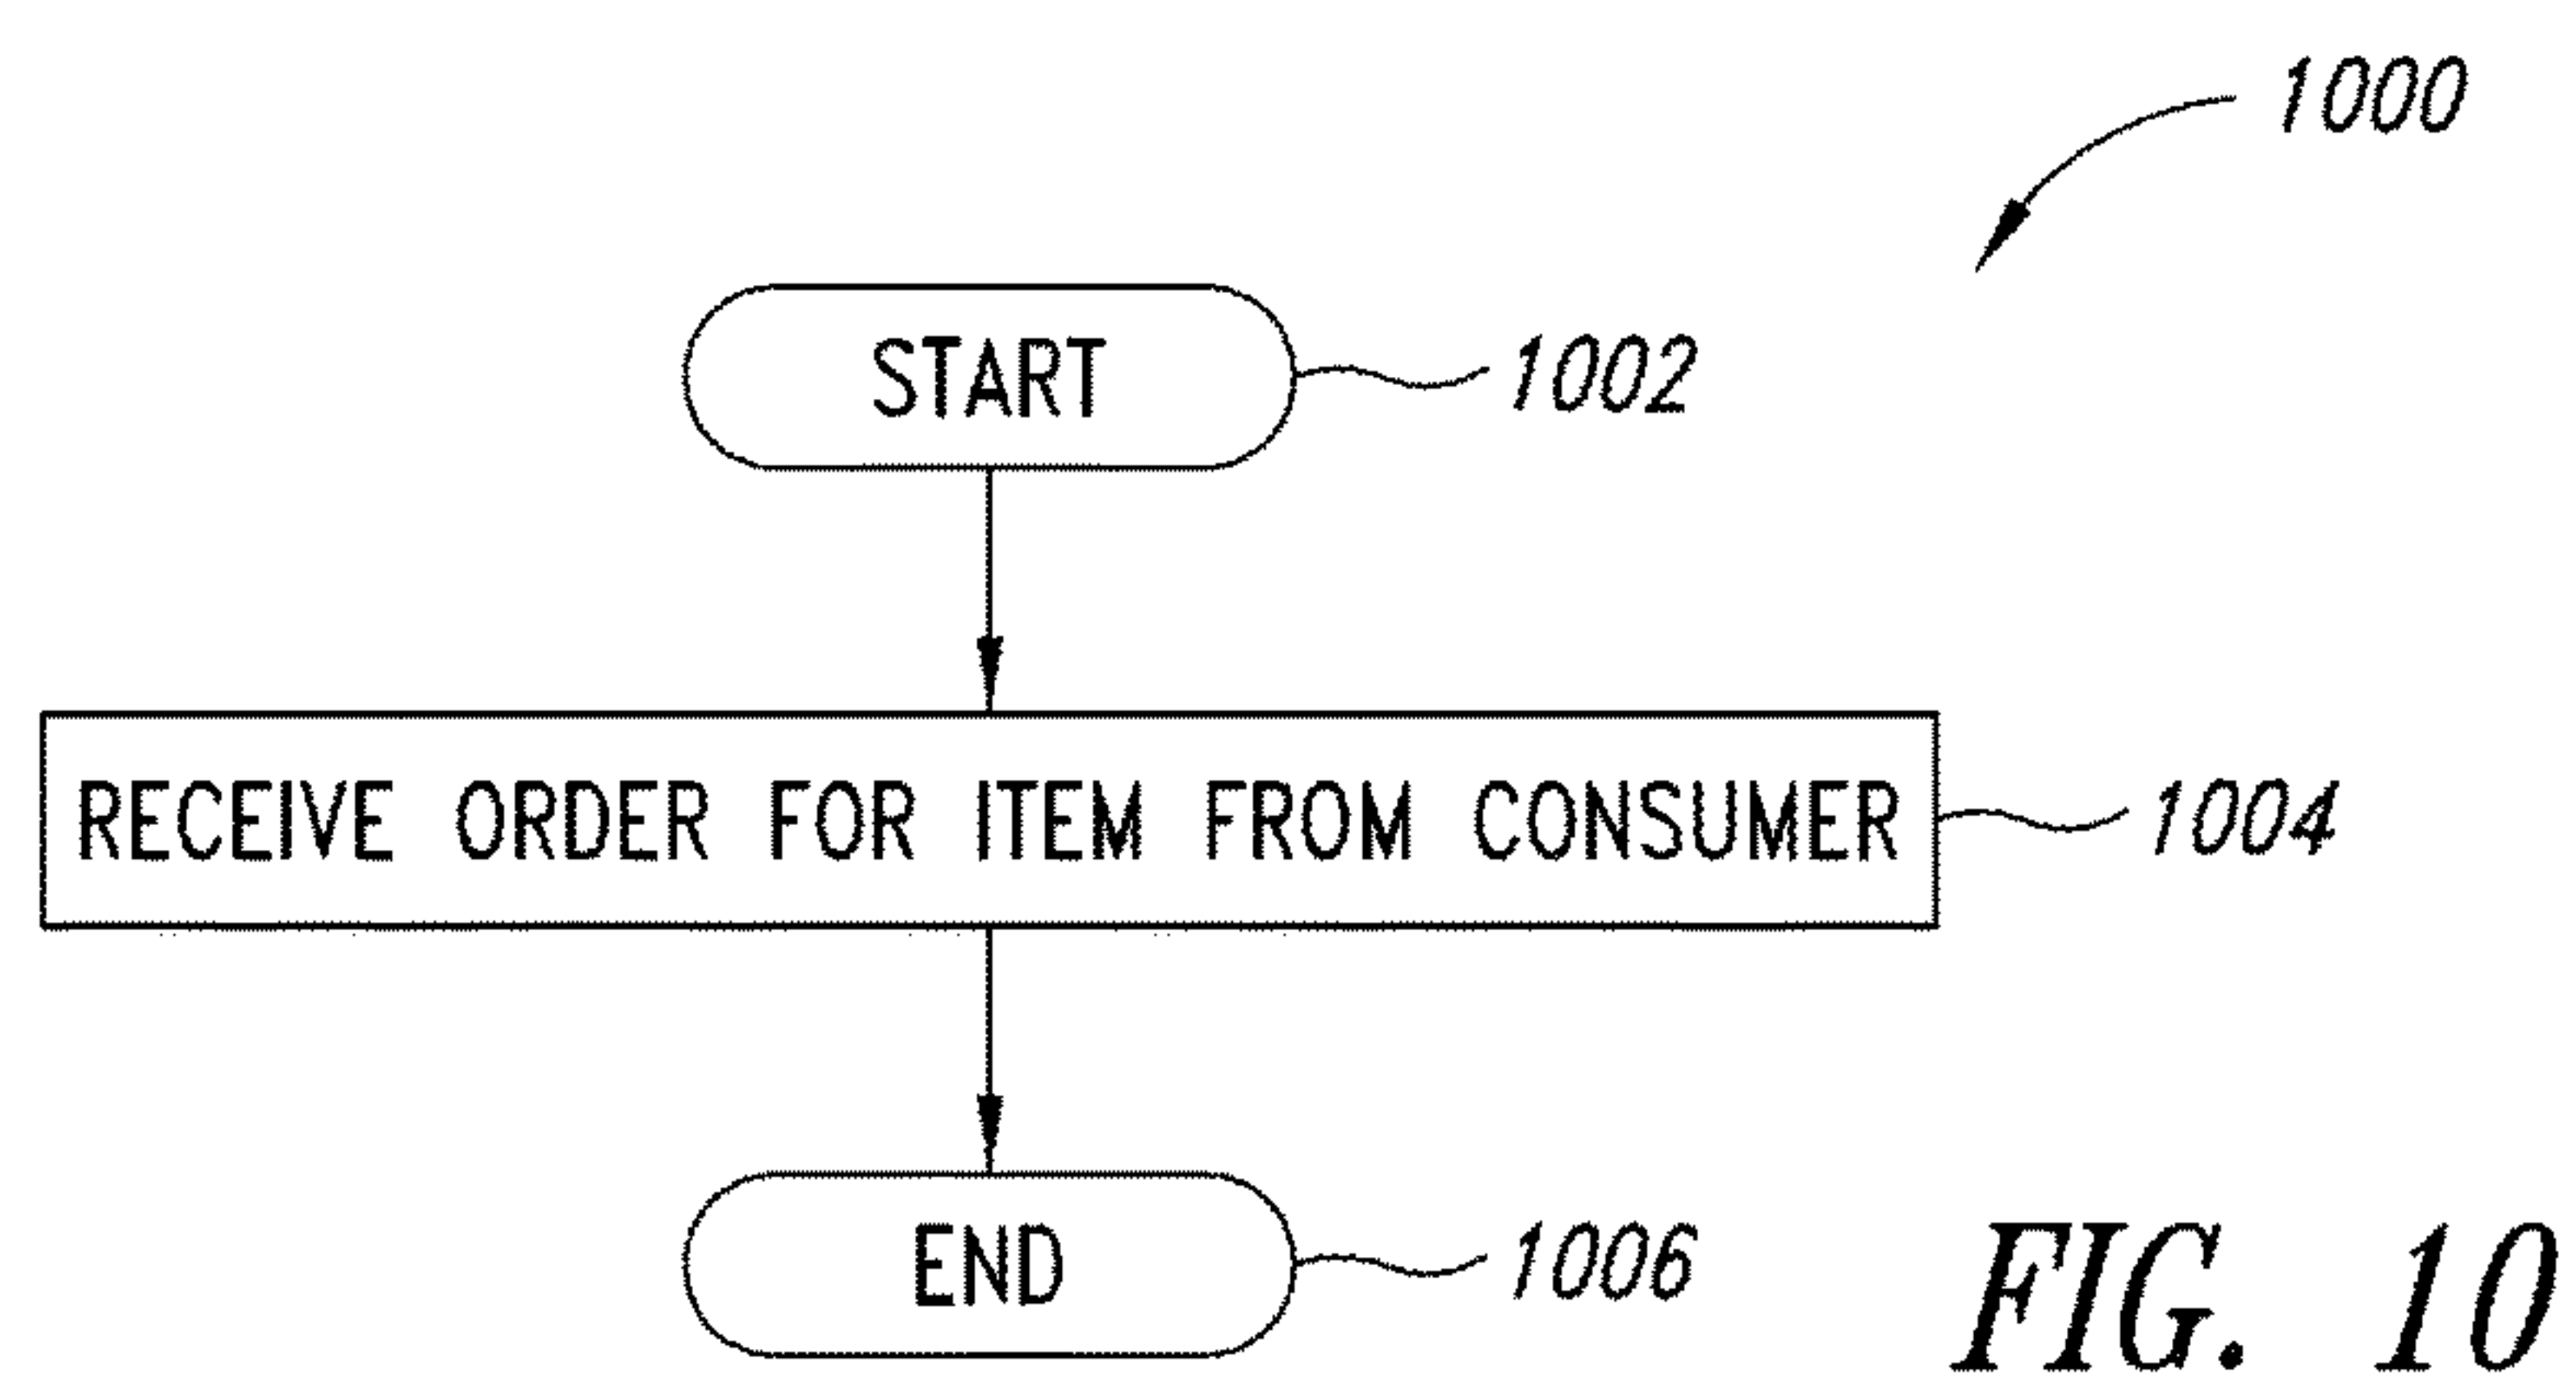 1000
START
1002
RECEIVE ORDER FOR ITEM FROM CONSUMER
1004
END
1006
FIG. 10